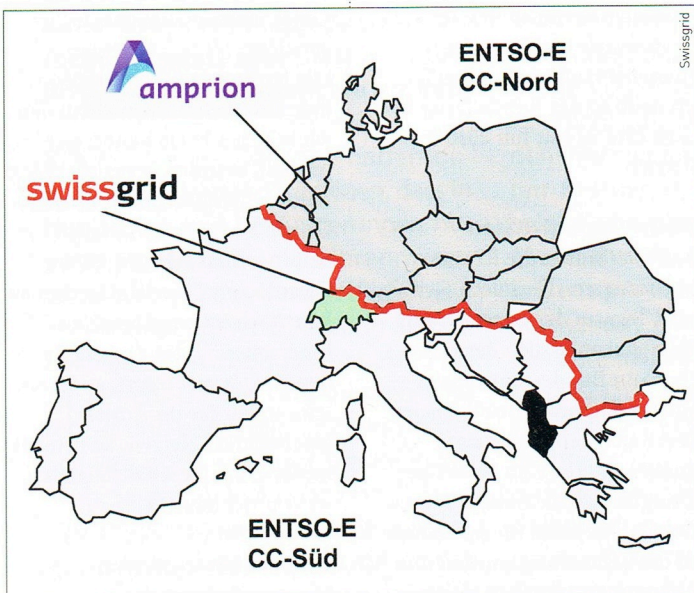 Swissgrid
ENTSO-E
CC-Nord
amprion
swissgrid
ENTSO-E
CC-Süd